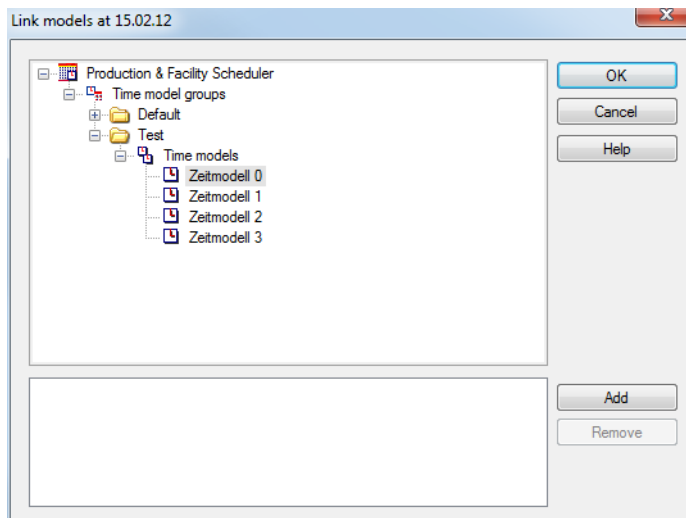 Link models at 15.02.12
Production & Facility Scheduler
Time model groups
Default
Test
Time models
Zeitmodell 0
Zeitmodell 1
Zeitmodell 2
Zeitmodell 3
OK
Cancel
Help
Add
Remove